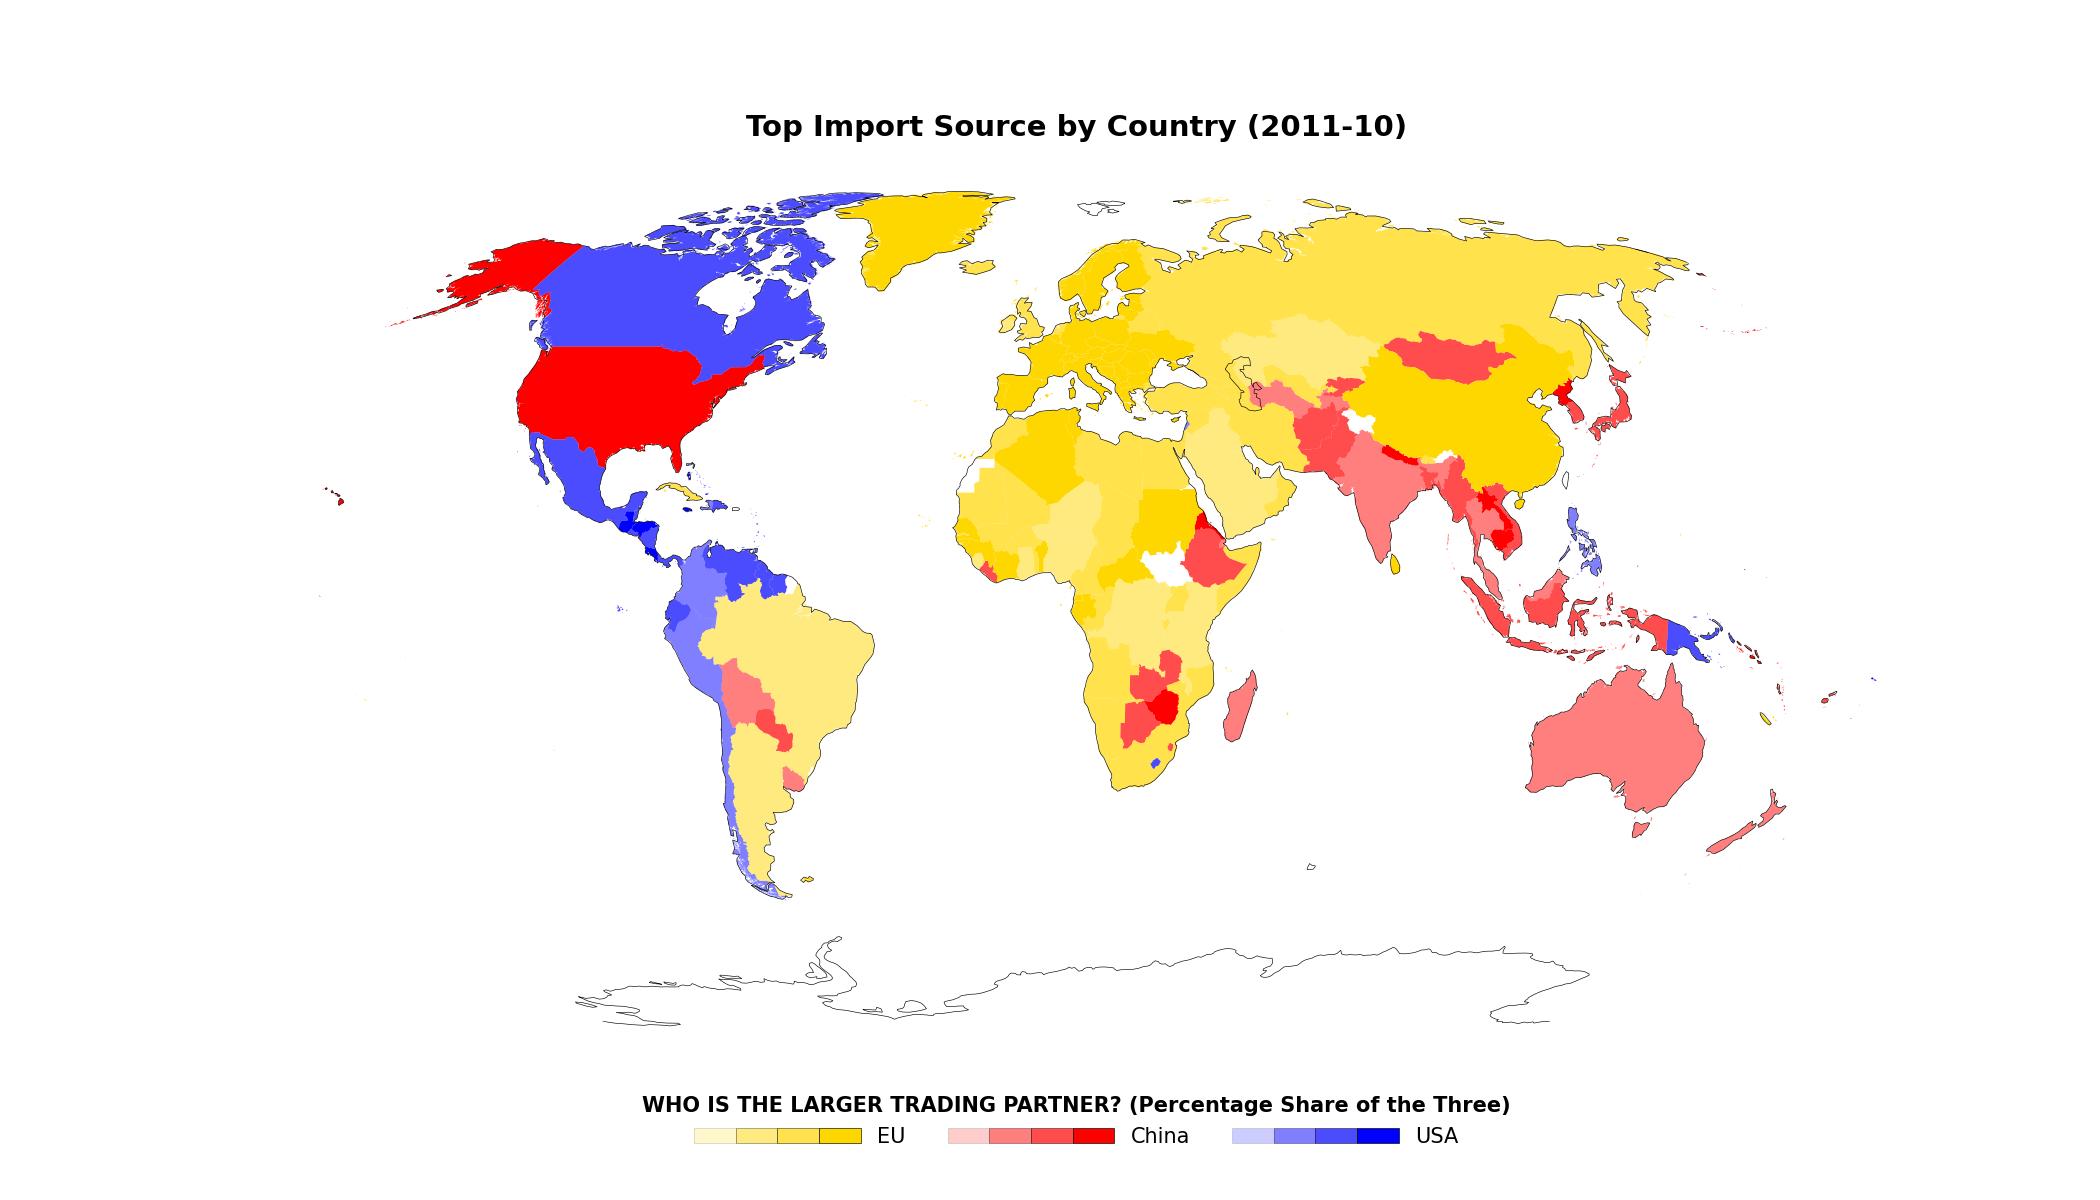 Top Import Source by Country (2011-10)
WHO IS THE LARGER TRADING PARTNER? (Percentage Share of the Three)
EU China USA